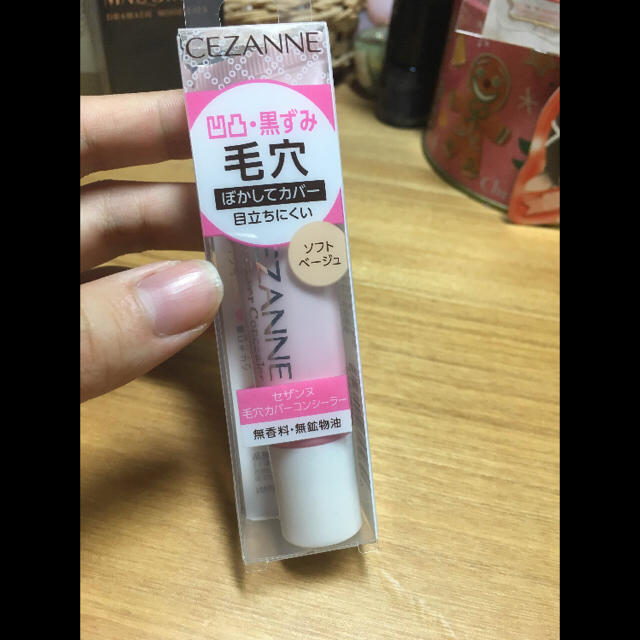 CEZANNE
凹凸・黒ずみ
毛穴
ぼかしてカバー
目立ちにくい
ソフト
ベージュ
EZANNE
セザンヌ
毛穴カバーコンシーラー
無香料・無鉱物油